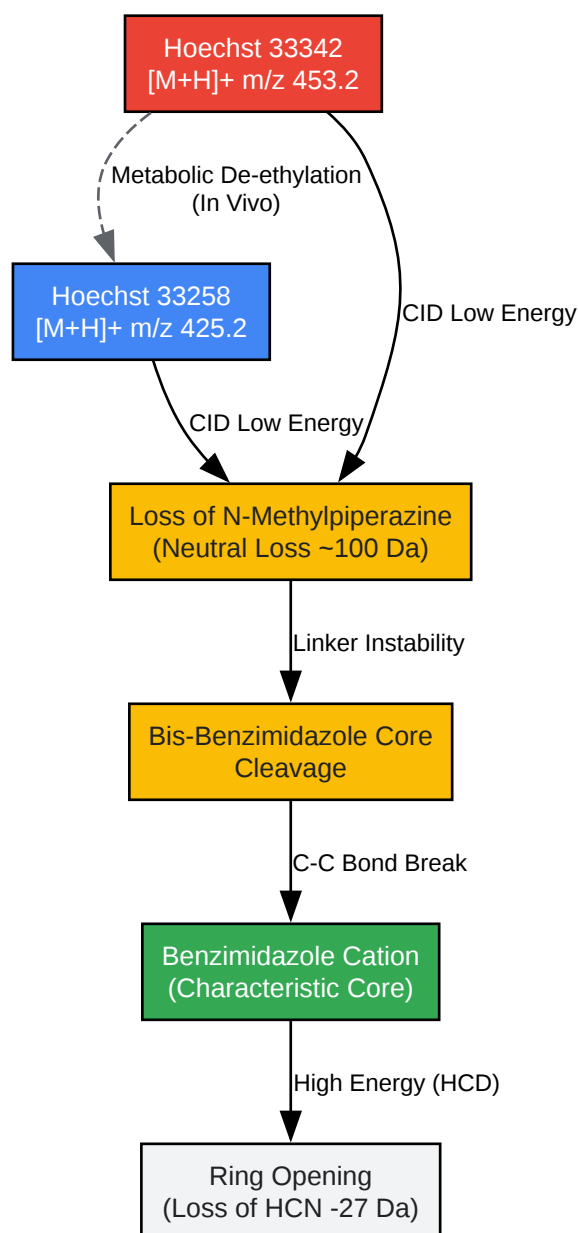 Hoechst 33342
[M+H]+ m/z 453.2
Metabolic De-ethylation
(In Vivo)
Hoechst 33258
[M+H]+ m/z 425.2
CID Low Energy
CID Low Energy
Loss of N-Methylpiperazine
(Neutral Loss ~100 Da)
Linker Instability
Bis-Benzimidazole Core
Cleavage
C-C Bond Break
Benzimidazole Cation
(Characteristic Core)
High Energy (HCD)
Ring Opening
(Loss of HCN -27 Da)